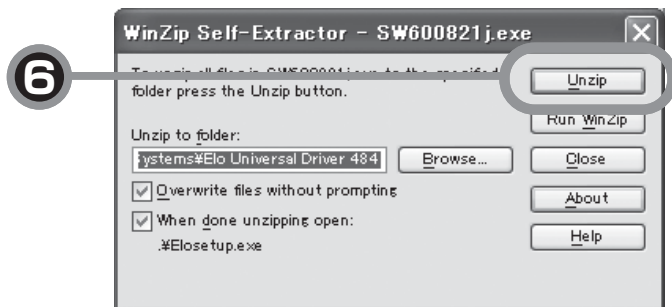 WinZip Self-Extractor - SW600821j.exe
6
folder press the Unzip button.
Unzip
Run WinZip
Unzip to folder:
ystems¥Elo Universal Driver 484
Browse...
Close
Overwrite files without prompting
About
When done unzipping open:
.¥Elosetup.exe
Help